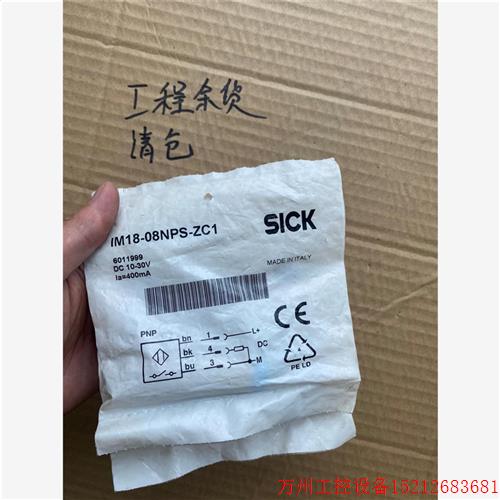 工程余货
清包
IM18-08NPS-ZC1
SICK
6011999
DC 10-30V
Ia=400mA
MADE IN ITALY
PNP
bn 1 L+
bk 4 DC
bu 3 M
CE
PE LD
万州工控设备15212683681